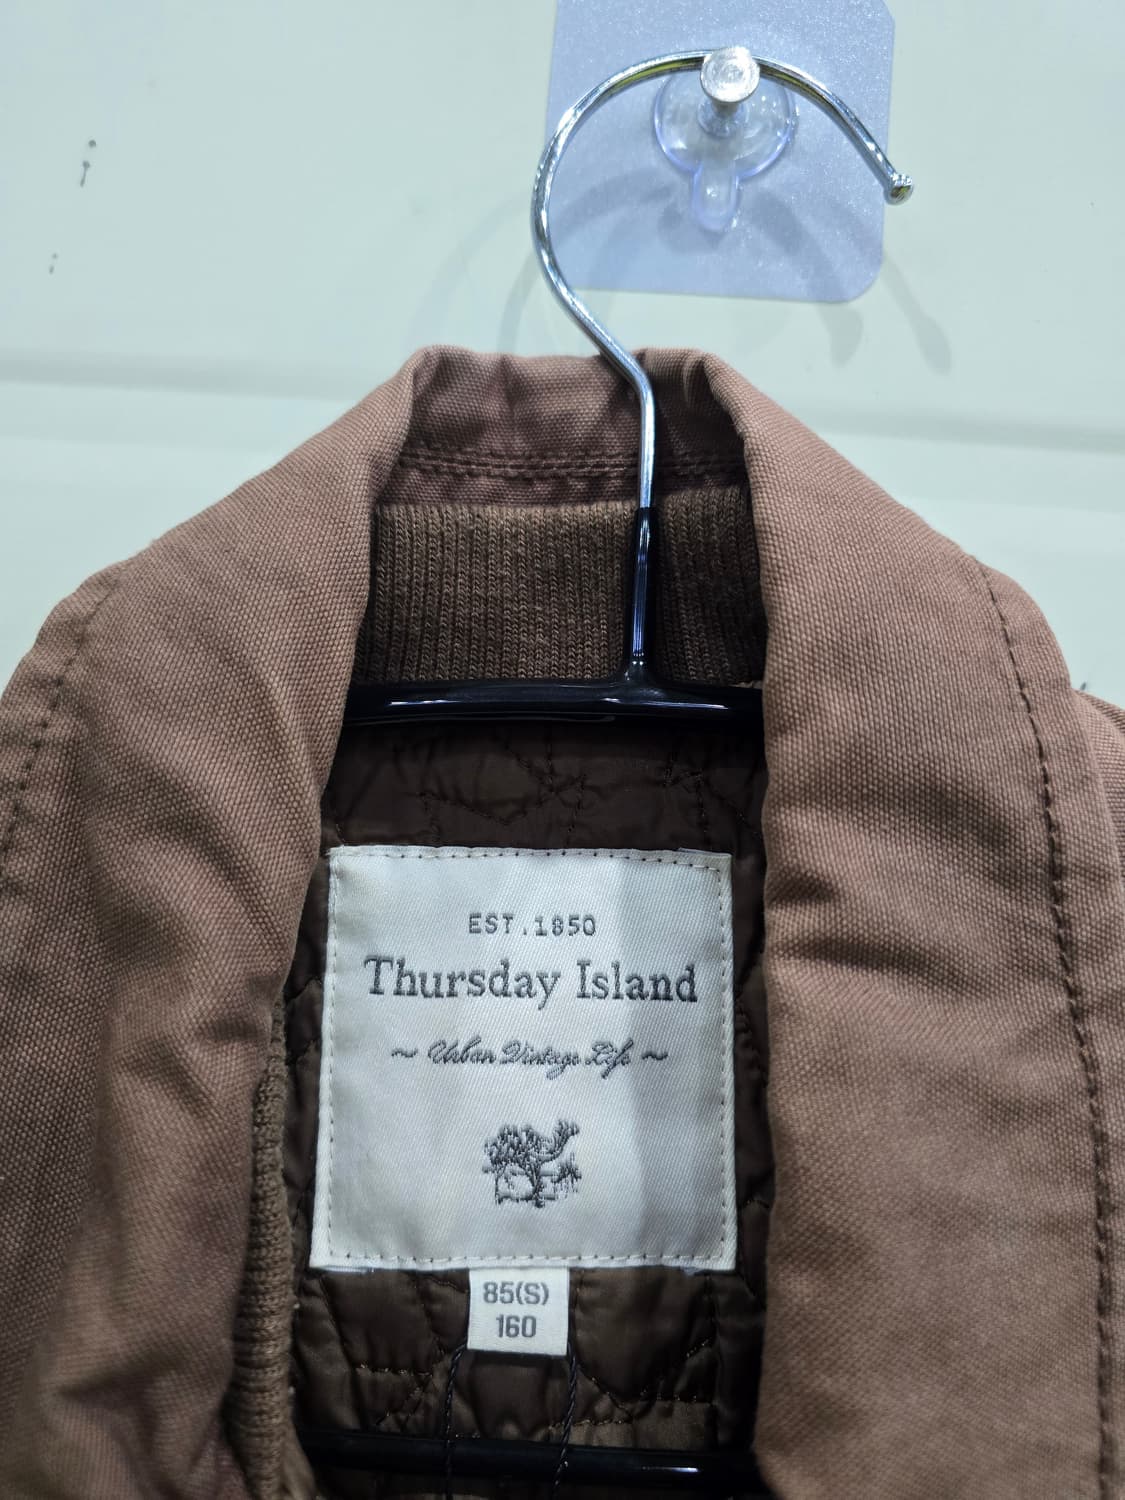 EST.1850
Thursday Island
~ Urban Vintage Life ~
85(S)
160